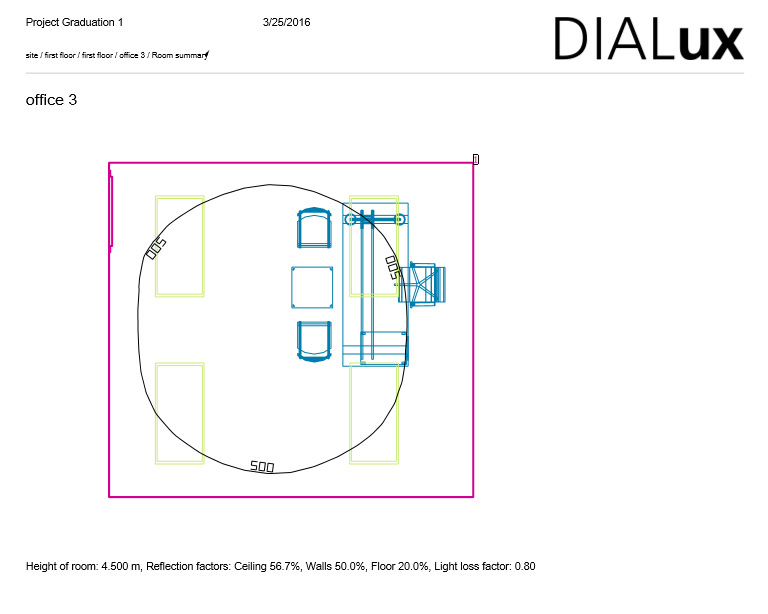 Project Graduation 1 3/25/2016
DIALux
site / first floor / first floor / office 3 / Room summary
office 3
500
500
500
Height of room: 4.500 m, Reflection factors: Ceiling 56.7%, Walls 50.0%, Floor 20.0%, Light loss factor: 0.80